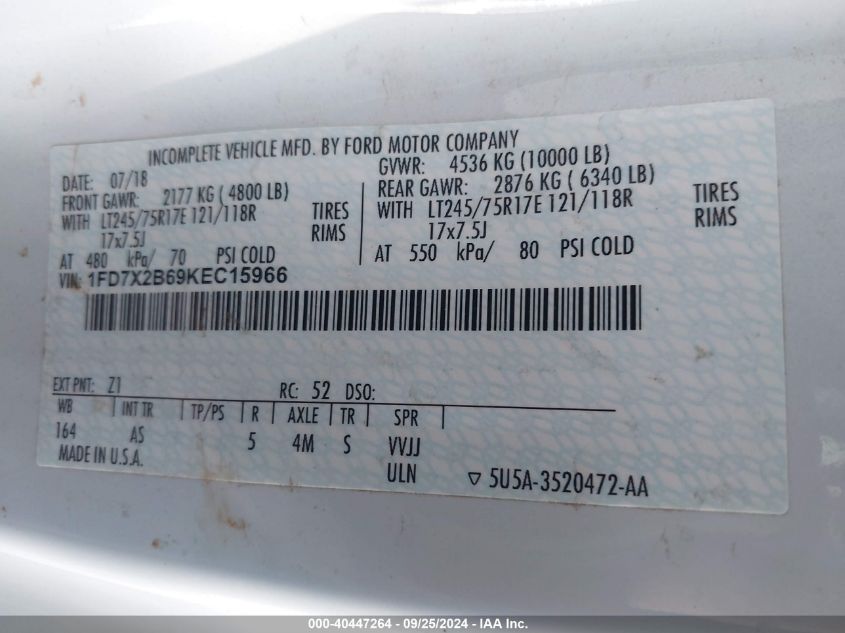 INCOMPLETE VEHICLE MFD. BY FORD MOTOR COMPANY
DATE: 07/18
FRONT GAWR: 2177 KG ( 4800 LB)
WITH LT245/75R17E 121/118R TIRES
17x7.5J RIMS
AT 480 kPa/ 70 PSI COLD
GVWR: 4536 KG (10000 LB)
REAR GAWR: 2876 KG ( 6340 LB)
WITH LT245/75R17E 121/118R TIRES
17x7.5J RIMS
AT 550 kPa/ 80 PSI COLD
VIN: 1FD7X2B69KEC15966
EXT PNT: Z1 RC: 52 DSO:
WB INT TR TP/PS R AXLE TR SPR
164 AS 5 4M S VVJJ
MADE IN U.S.A. ULN ▽ 5U5A-3520472-AA
000-40447264 - 09/25/2024 - IAA Inc.